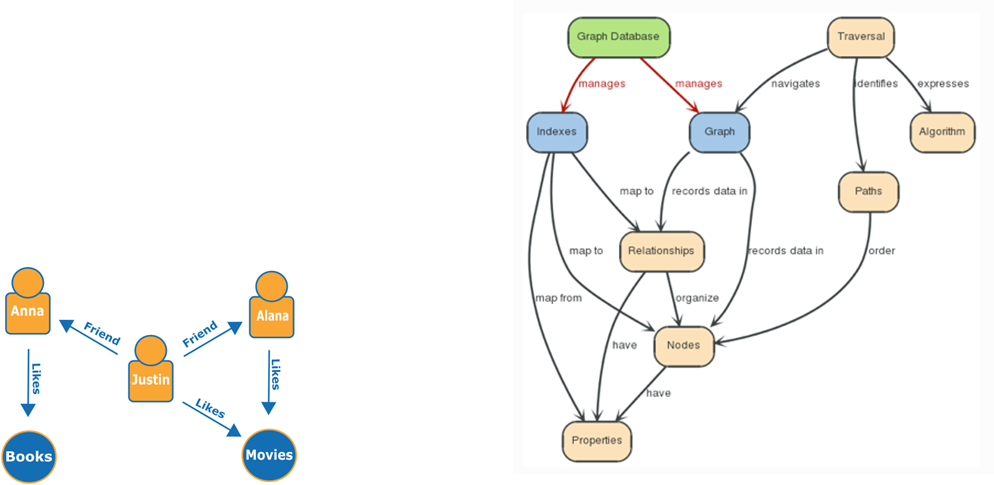 Anna
Alana
Friend
Friend
Justin
Likes
Likes
Likes
Books
Movies
Graph Database
Traversal
manages
manages
navigates
identifies
expresses
Indexes
Graph
Algorithm
map to
records data in
Paths
Relationships
map to
records data in
order
map from
organize
have
Nodes
have
Properties